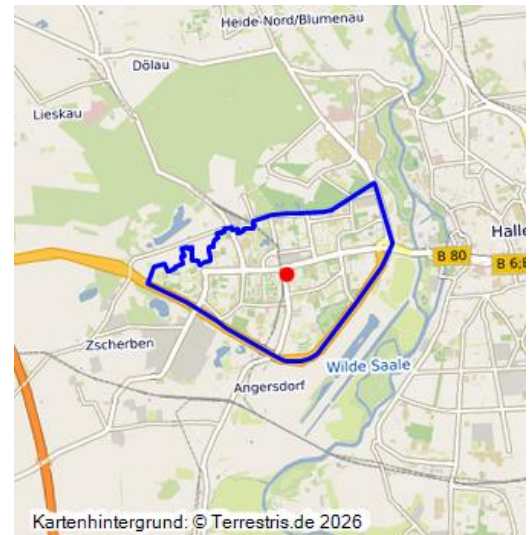 Heide-Nord/Blumenau
Dölau
Lieskau
Halle
B 80
B 6;B
Zscherben
Wilde Saale
Angersdorf
Kartenhintergrund: © Terrestris.de 2026